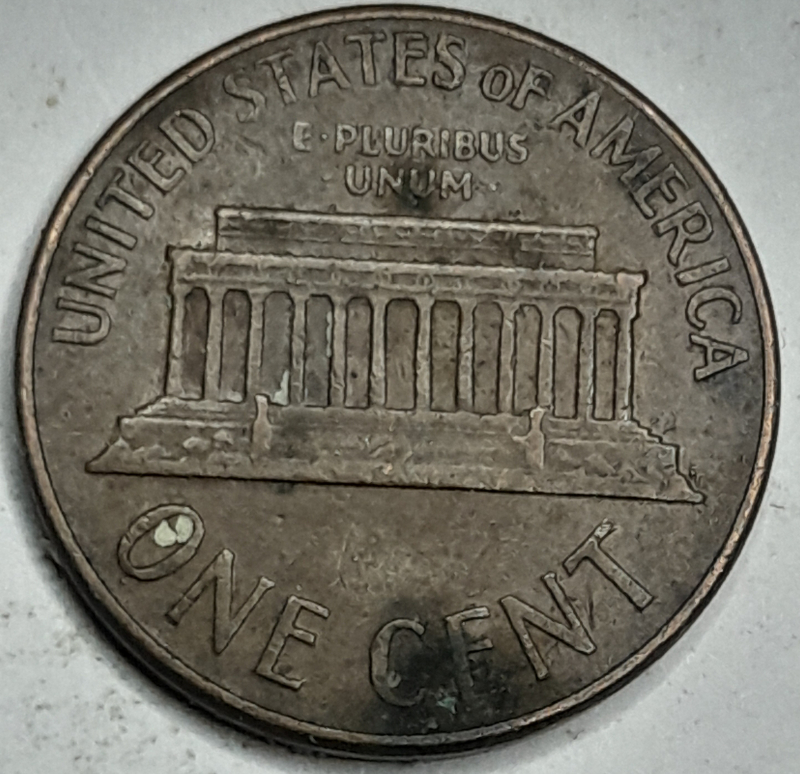 UNITED STATES OF AMERICA
E·PLURIBUS
·UNUM·
ONE CENT